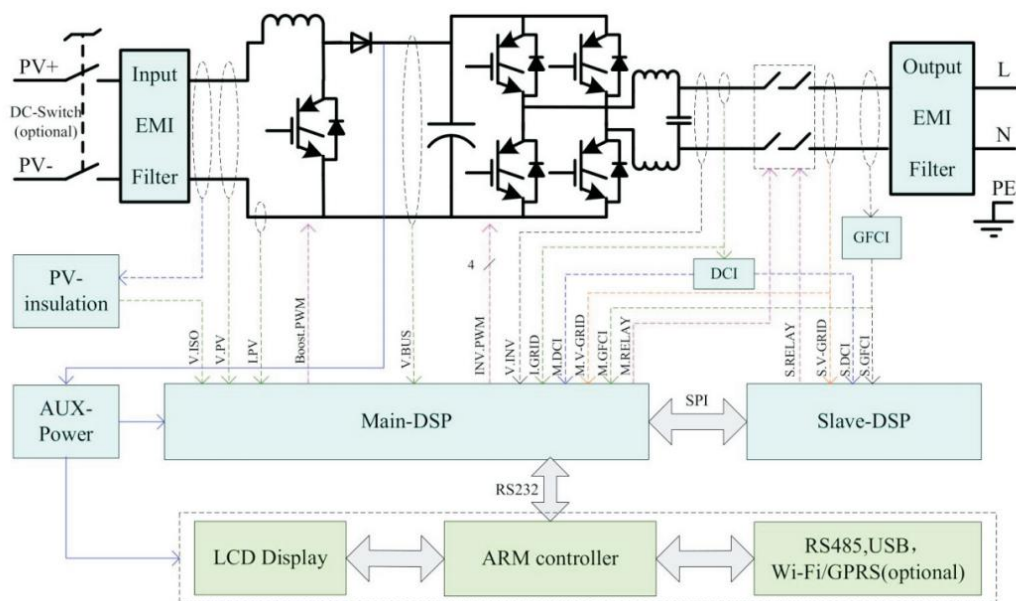 PV+
DC-Switch
(optional)
PV-
Input
EMI
Filter
Output
EMI
Filter
L
N
PE
GFCI
DCI
PV-
insulation
4
V.ISO
V.PV
I.PV
Boost.PWM
V.BUS
INV.PWM
V.INV
I.GRID
M.DCI
M.V-GRID
M.GFCI
M.RELAY
S.RELAY
S.V-GRID
S.DCI
S.GFCI
AUX-
Power
Main-DSP
SPI
Slave-DSP
RS232
LCD Display
ARM controller
RS485,USB，
Wi-Fi/GPRS(optional)